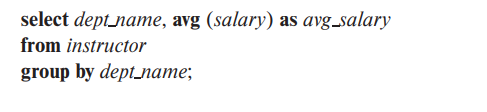 select dept_name, avg (salary) as avg_salary
from instructor
group by dept_name;